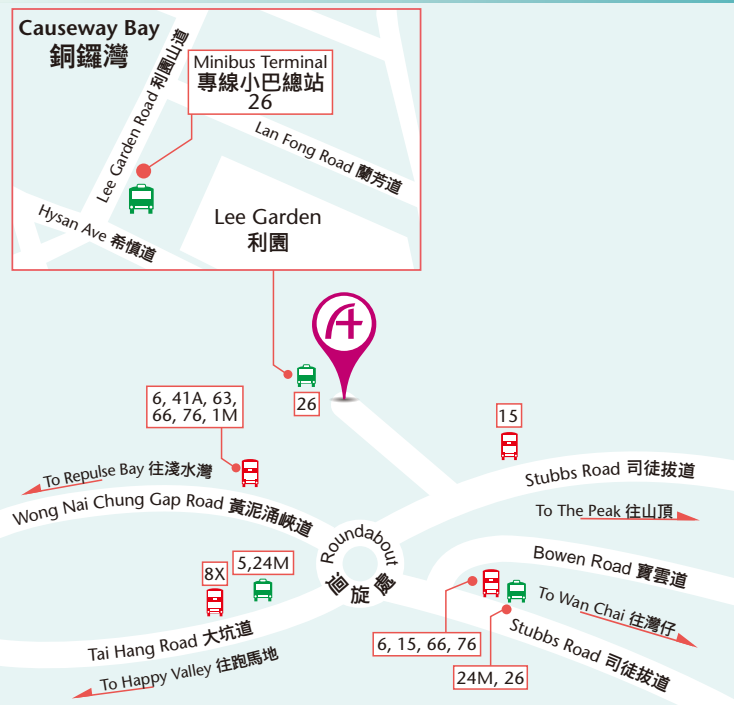 Causeway Bay
銅鑼灣
Minibus Terminal
專線小巴總站
26
Lee Garden Road 利園山道
Lan Fong Road 蘭芳道
Hysan Ave 希慎道
Lee Garden
利園
26
6, 41A, 63,
66, 76, 1M
15
To Repulse Bay 往淺水灣
Wong Nai Chung Gap Road 黃泥涌峽道
Stubbs Road 司徒拔道
To The Peak 往山頂
Roundabout
迴旋處
Bowen Road 寶雲道
8X
5,24M
To Wan Chai 往灣仔
Stubbs Road 司徒拔道
6, 15, 66, 76
24M, 26
Tai Hang Road 大坑道
To Happy Valley 往跑馬地